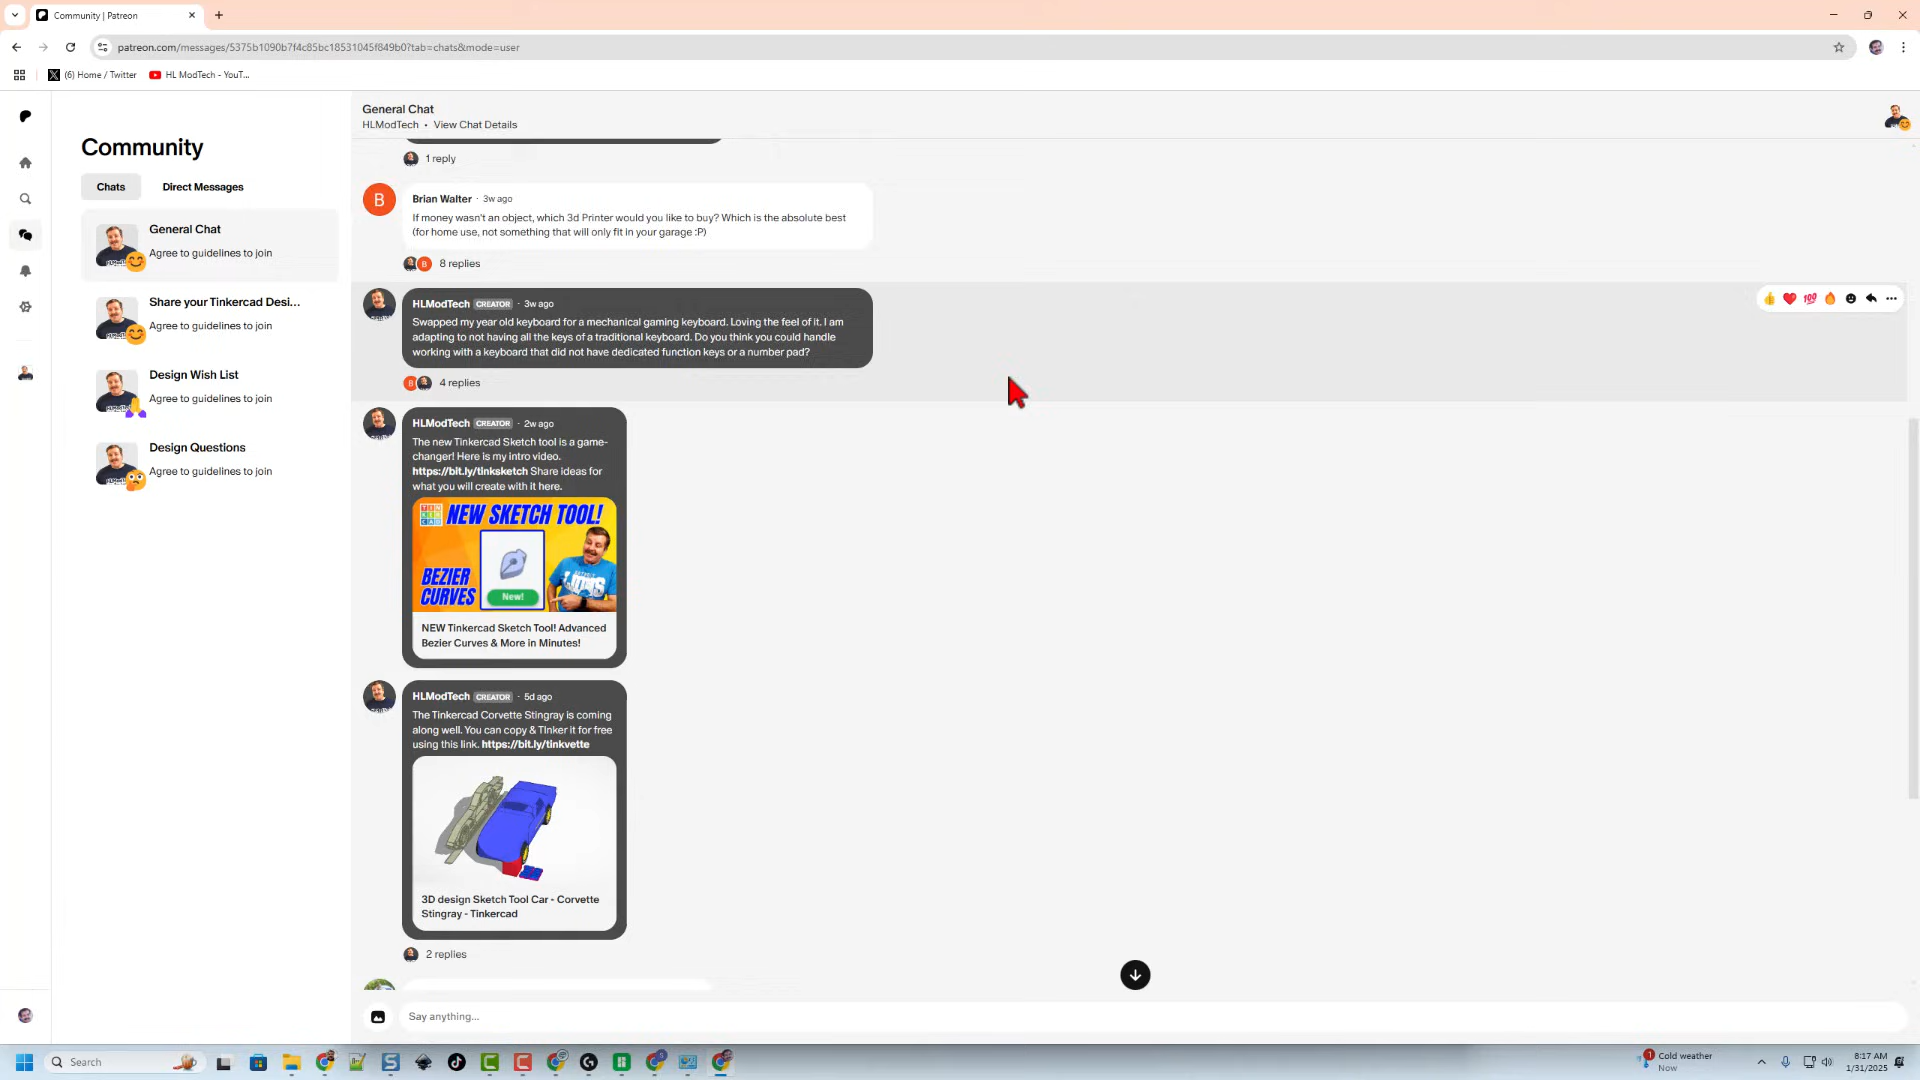 Community | Patreon
patreon.com/messages/5375b1090b7f4c85bc18531045f849b0?tab=chats&mode=user
(6) Home / Twitter
HL ModTech - YouT...
Community
Chats
Direct Messages
General Chat
Agree to guidelines to join
Share your Tinkercad Desi...
Agree to guidelines to join
Design Wish List
Agree to guidelines to join
Design Questions
Agree to guidelines to join
General Chat
HLModTech • View Chat Details
1 reply
B
Brian Walter · 3w ago
If money wasn't an object, which 3d Printer would you like to buy? Which is the absolute best
(for home use, not something that will only fit in your garage :P)
B
8 replies
HLModTech CREATOR · 3w ago
Swapped my year old keyboard for a mechanical gaming keyboard. Loving the feel of it. I am
adapting to not having all the keys of a traditional keyboard. Do you think you could handle
working with a keyboard that did not have dedicated function keys or a number pad?
B
4 replies
HLModTech CREATOR · 2w ago
The new Tinkercad Sketch tool is a game-
changer! Here is my intro video.
https://bit.ly/tinksketch Share ideas for
what you will create with it here.
TIN
KER
CAD
NEW SKETCH TOOL!
BEZIER
CURVES
New!
NEW Tinkercad Sketch Tool! Advanced
Bezier Curves & More in Minutes!
HLModTech CREATOR · 5d ago
The Tinkercad Corvette Stingray is coming
along well. You can copy & TInker it for free
using this link. https://bit.ly/tinkvette
3D design Sketch Tool Car - Corvette
Stingray - Tinkercad
2 replies
Say anything...
Search
1
Cold weather
Now
8:17 AM
1/31/2025